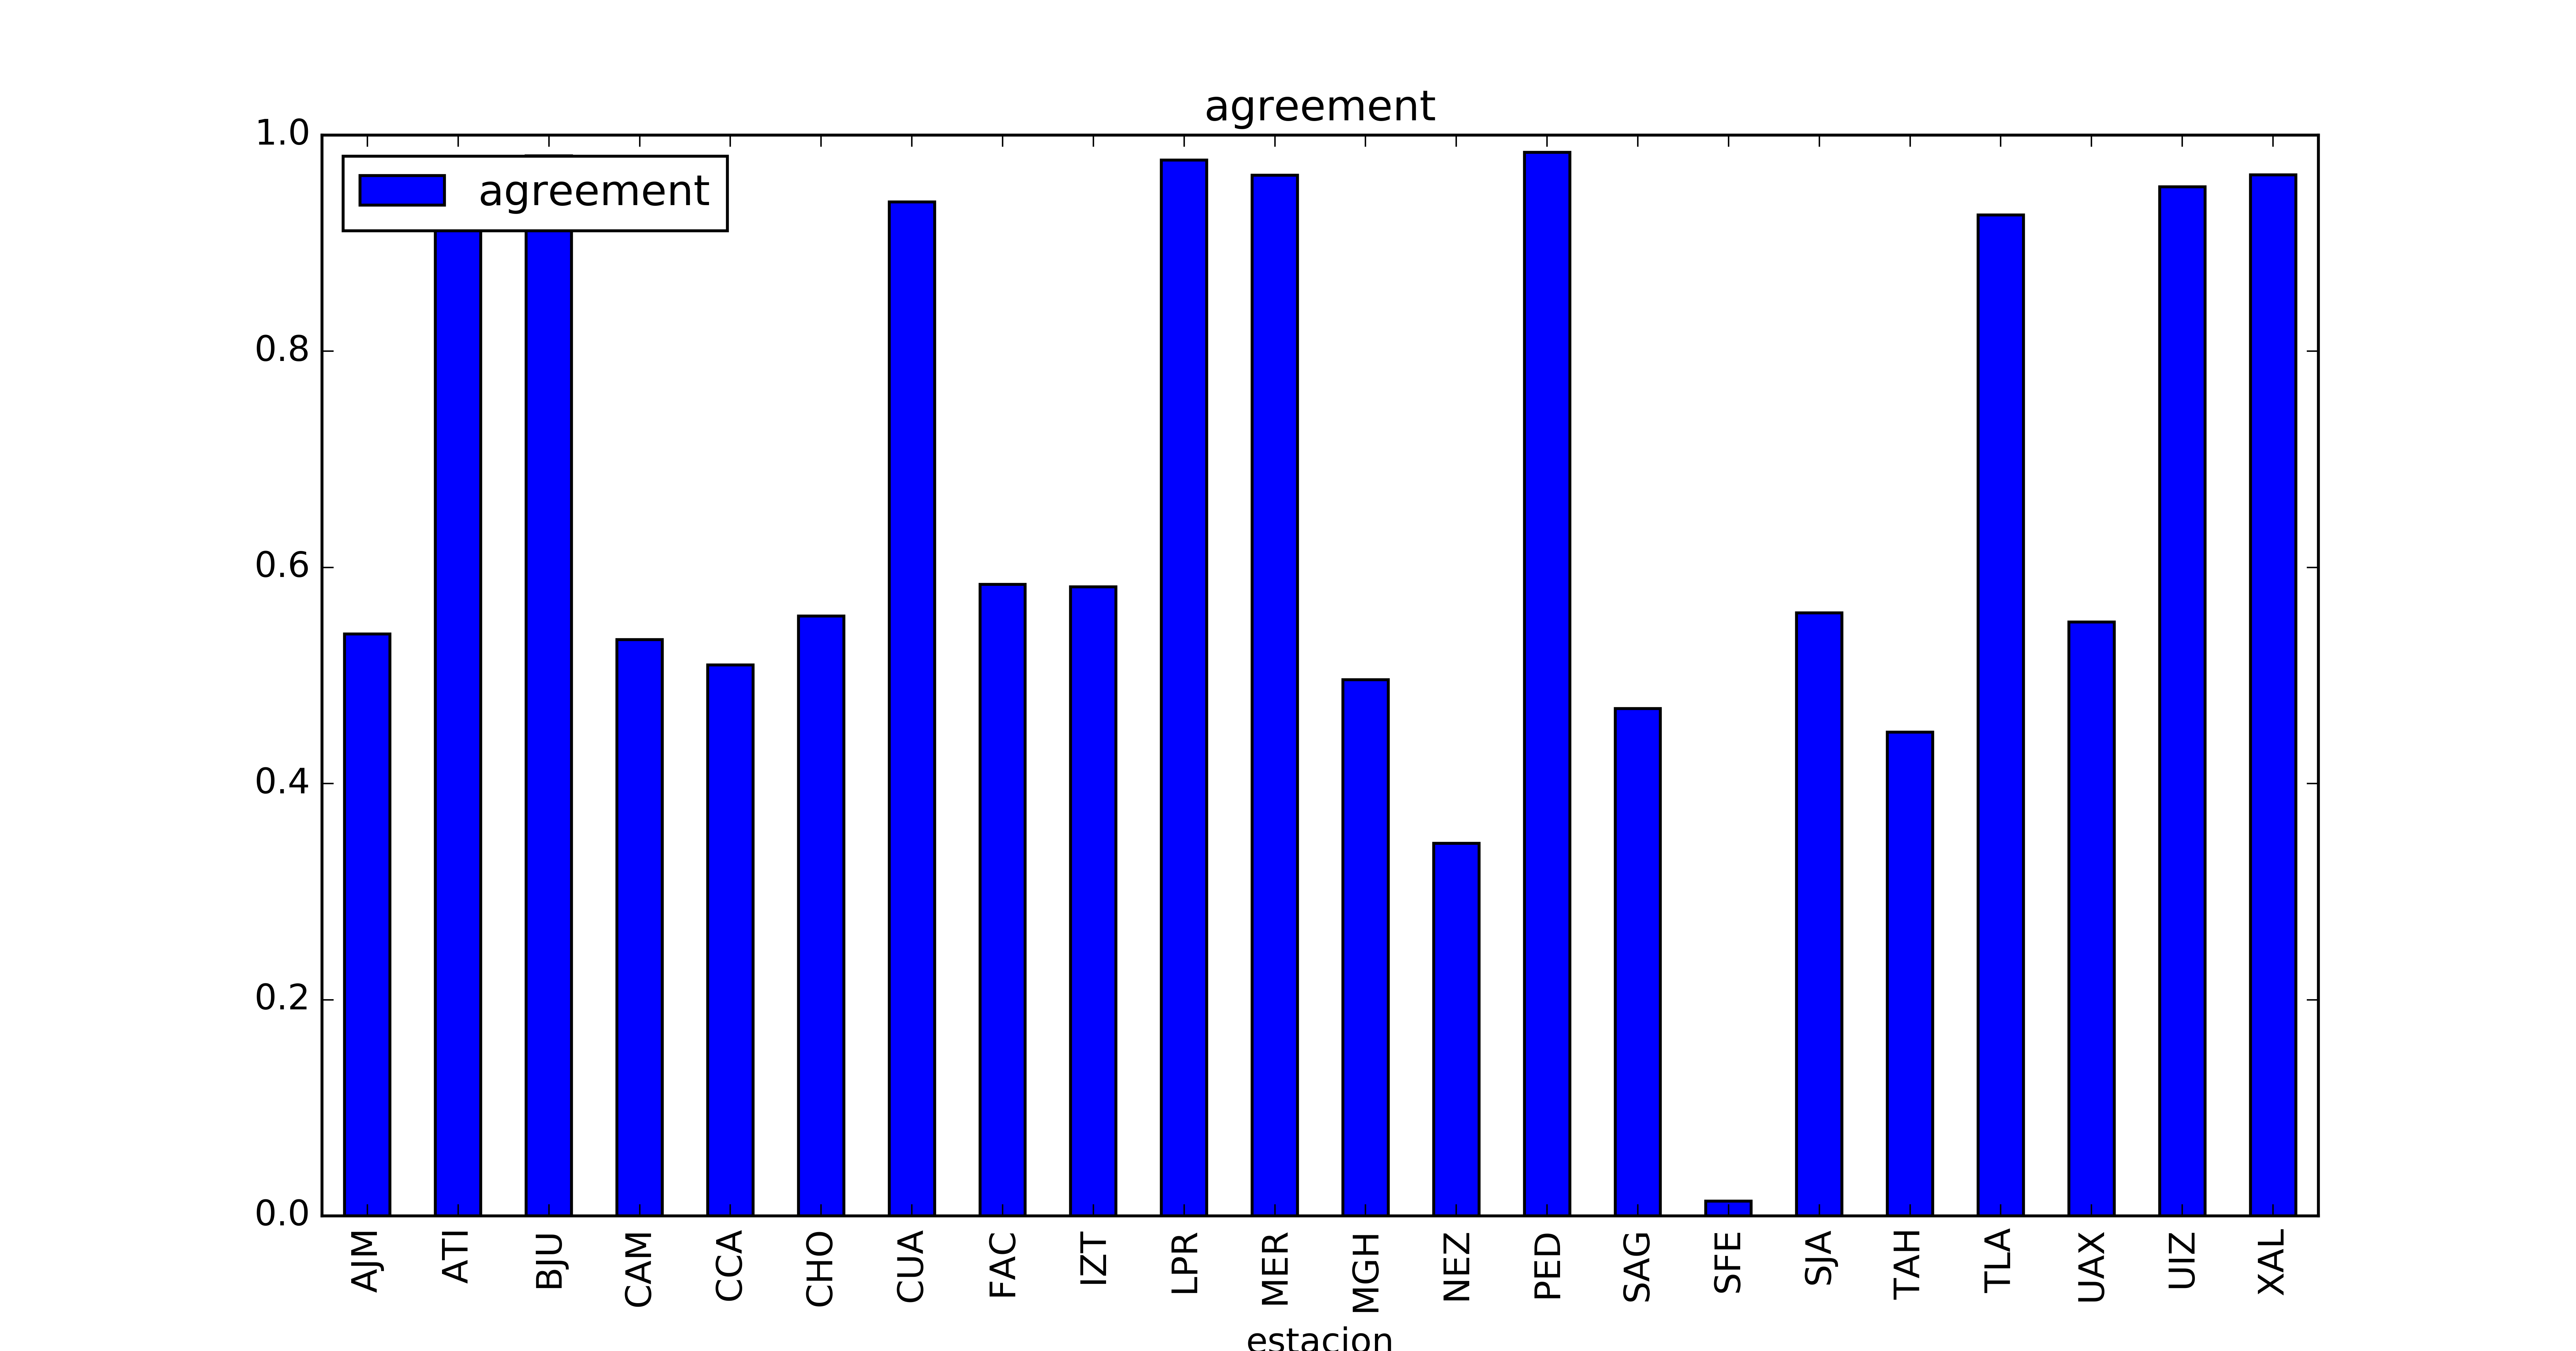 agreement
1.0
agreement
0.8
0.6
0.4
0.2
0.0
AJM ATI BJU CAM CCA CHO CUA FAC IZT LPR MER MGH NEZ PED SAG SFE SJA TAH TLA UAX UIZ XAL
estacion